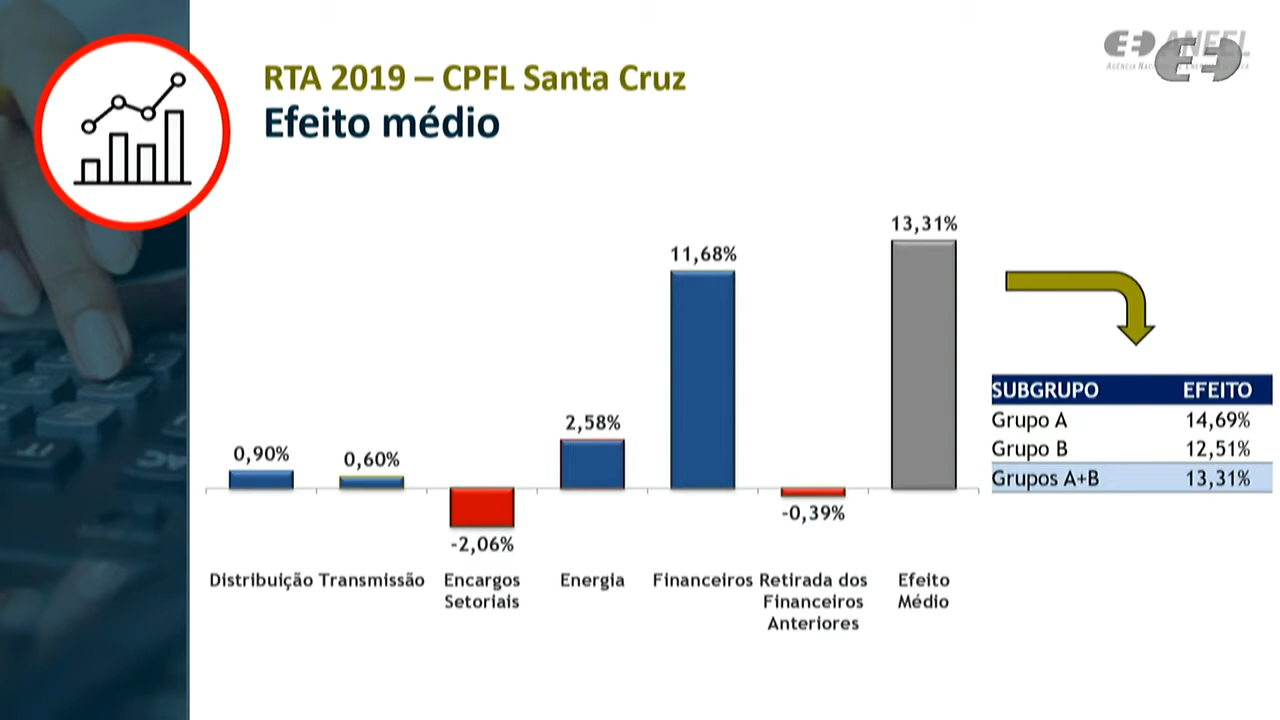 RTA 2019 – CPFL Santa Cruz
Efeito médio
ANEEL
13,31%
11,68%
2,58%
0,90%
0,60%
-0,39%
-2,06%
Distribuição
Transmissão
Encargos
Setoriais
Energia
Financeiros
Retirada dos
Financeiros
Anteriores
Efeito
Médio
SUBGRUPO EFEITO
Grupo A 14,69%
Grupo B 12,51%
Grupos A+B 13,31%